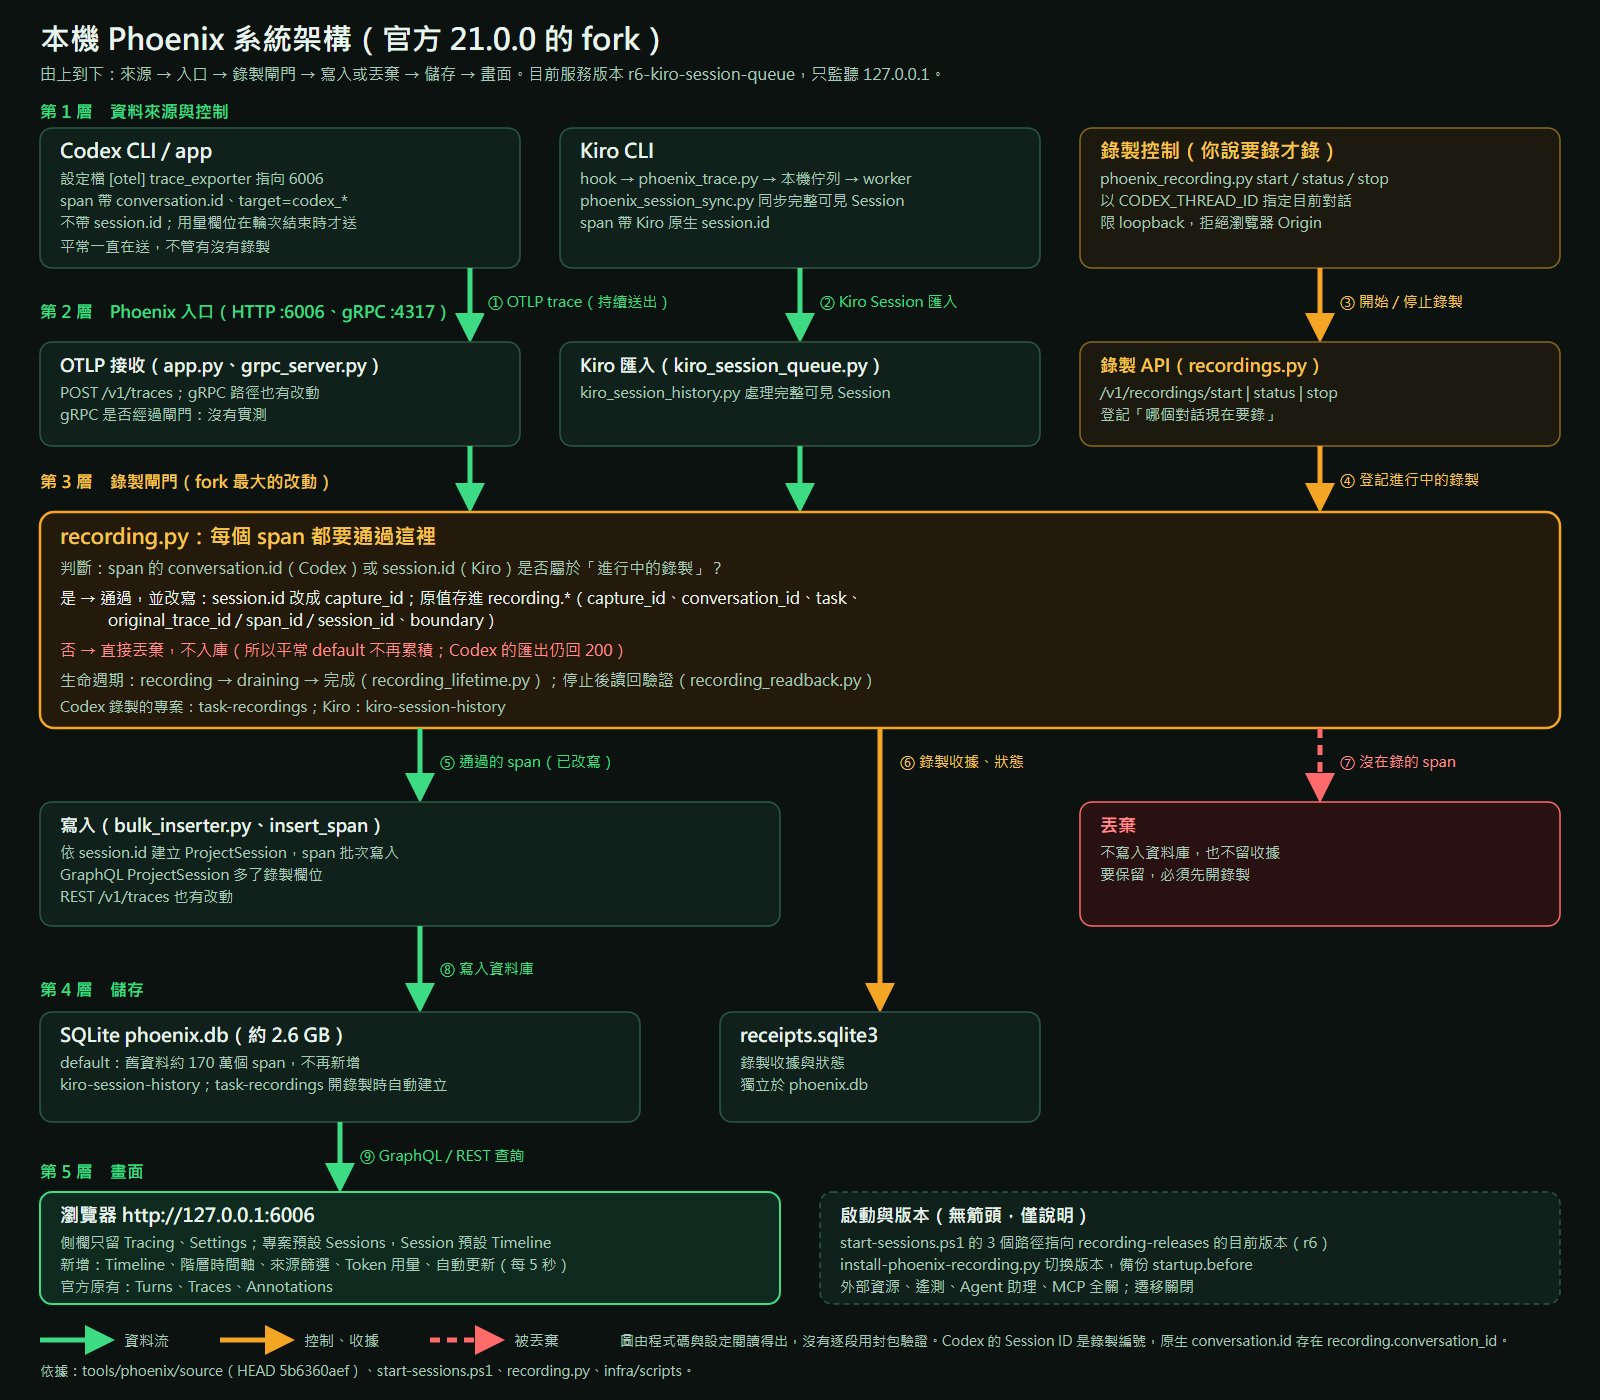 本機 Phoenix 系統架構（官方 21.0.0 的 fork）
由上到下：來源 → 入口 → 錄製閘門 → 寫入或丟棄 → 儲存 → 畫面。目前服務版本 r6-kiro-session-queue，只監聽 127.0.0.1。
第 1 層　資料來源與控制
Codex CLI / app
設定檔 [otel] trace_exporter 指向 6006
span 帶 conversation.id、target=codex_*
不帶 session.id；用量欄位在輪次結束時才送
平常一直在送，不管有沒有錄製
Kiro CLI
hook → phoenix_trace.py → 本機佇列 → worker
phoenix_session_sync.py 同步完整可見 Session
span 帶 Kiro 原生 session.id
錄製控制（你說要錄才錄）
phoenix_recording.py start / status / stop
以 CODEX_THREAD_ID 指定目前對話
限 loopback，拒絕瀏覽器 Origin
① OTLP trace（持續送出）
② Kiro Session 匯入
③ 開始 / 停止錄製
第 2 層　Phoenix 入口（HTTP :6006、gRPC :4317）
OTLP 接收（app.py、grpc_server.py）
POST /v1/traces；gRPC 路徑也有改動
gRPC 是否經過閘門：沒有實測
Kiro 匯入（kiro_session_queue.py）
kiro_session_history.py 處理完整可見 Session
錄製 API（recordings.py）
/v1/recordings/start | status | stop
登記「哪個對話現在要錄」
第 3 層　錄製閘門（fork 最大的改動）
④ 登記進行中的錄製
recording.py：每個 span 都要通過這裡
判斷：span 的 conversation.id（Codex）或 session.id（Kiro）是否屬於「進行中的錄製」？
是 → 通過，並改寫：session.id 改成 capture_id；原值存進 recording.*（capture_id、conversation_id、task、
original_trace_id / span_id / session_id、boundary）
否 → 直接丟棄，不入庫（所以平常 default 不再累積；Codex 的匯出仍回 200）
生命週期：recording → draining → 完成（recording_lifetime.py）；停止後讀回驗證（recording_readback.py）
Codex 錄製的專案：task-recordings；Kiro：kiro-session-history
⑤ 通過的 span（已改寫）
⑥ 錄製收據、狀態
⑦ 沒在錄的 span
寫入（bulk_inserter.py、insert_span）
依 session.id 建立 ProjectSession，span 批次寫入
GraphQL ProjectSession 多了錄製欄位
REST /v1/traces 也有改動
丟棄
不寫入資料庫，也不留收據
要保留，必須先開錄製
⑧ 寫入資料庫
第 4 層　儲存
SQLite phoenix.db（約 2.6 GB）
default：舊資料約 170 萬個 span，不再新增
kiro-session-history；task-recordings 開錄製時自動建立
receipts.sqlite3
錄製收據與狀態
獨立於 phoenix.db
⑨ GraphQL / REST 查詢
第 5 層　畫面
瀏覽器 http://127.0.0.1:6006
側欄只留 Tracing、Settings；專案預設 Sessions，Session 預設 Timeline
新增：Timeline、階層時間軸、來源篩選、Token 用量、自動更新（每 5 秒）
官方原有：Turns、Traces、Annotations
啟動與版本（無箭頭．僅說明）
start-sessions.ps1 的 3 個路徑指向 recording-releases 的目前版本（r6）
install-phoenix-recording.py 切換版本，備份 startup.before
外部資源、遙測、Agent 助理、MCP 全關；遷移關閉
資料流
控制、收據
被丟棄
圖由程式碼與設定閱讀得出，沒有逐段用封包驗證。Codex 的 Session ID 是錄製編號，原生 conversation.id 存在 recording.conversation_id。
依據：tools/phoenix/source（HEAD 5b6360aef）、start-sessions.ps1、recording.py、infra/scripts。